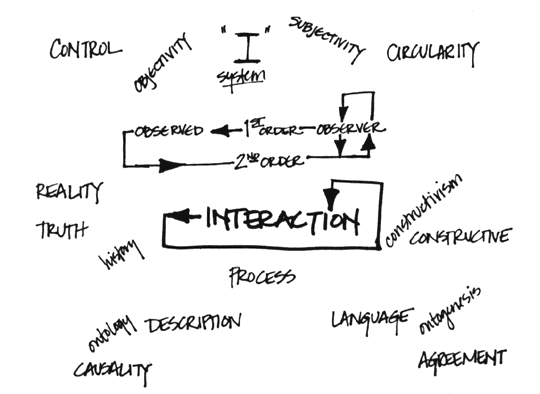 CONTROL
OBJECTIVITY
"I"
system
SUBJECTIVITY
CIRCULARITY
OBSERVED 1ST ORDER OBSERVER
2ND ORDER
REALITY
TRUTH
history
INTERACTION
constructivism
CONSTRUCTIVE
PROCESS
ontology DESCRIPTION
CAUSALITY
LANGUAGE ontogenesis
AGREEMENT